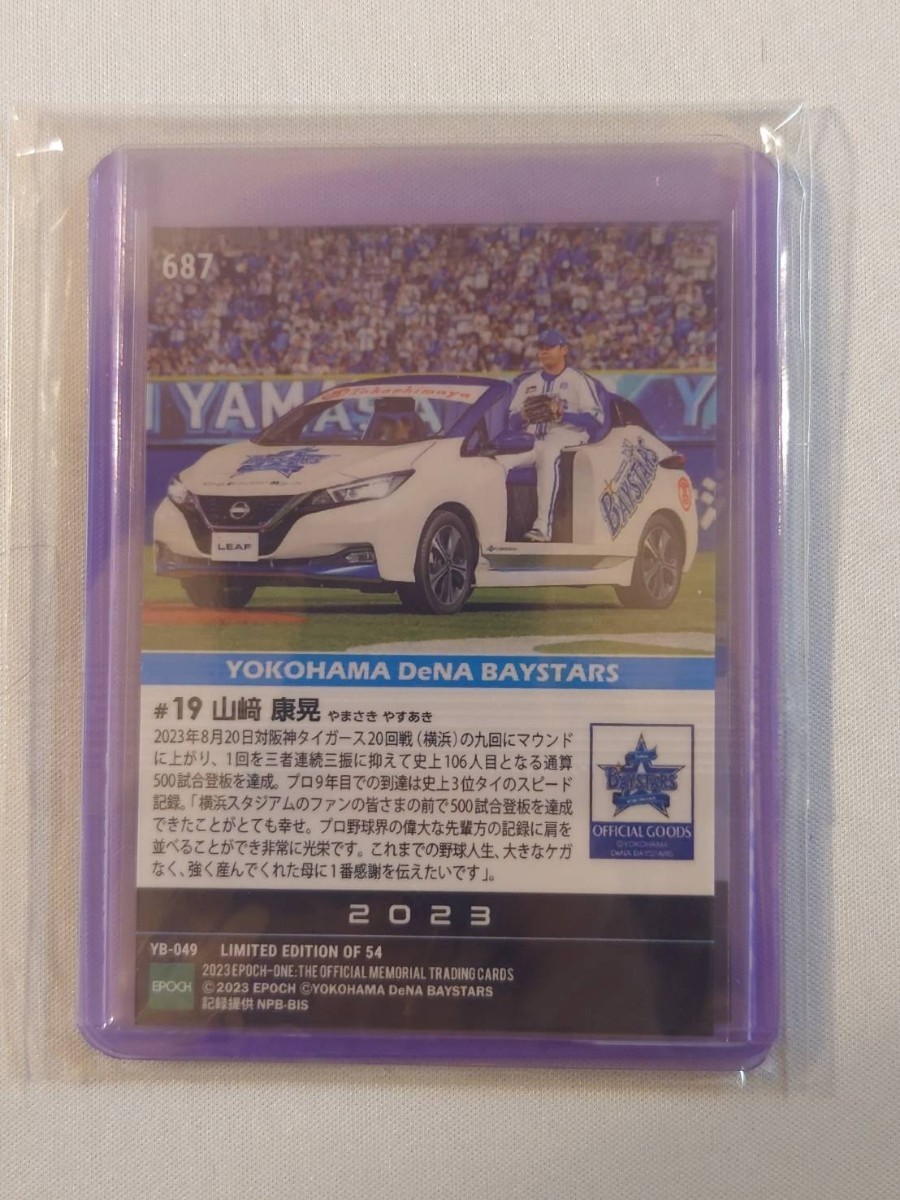 687
YAMASA
Y
Takashimaya
BAYSTARS
LEAF
YOKOHAMA DeNA BAYSTARS
#19 山﨑 康晃 やまさき やすあき
2023年8月20日対阪神タイガース20回戦(横浜)の九回にマウンド
に上がり、1回を三者連続三振に抑えて史上106人目となる通算
500試合登板を達成。プロ9年目での到達は史上3位タイのスピード
記録。「横浜スタジアムのファンの皆さまの前で500試合登板を達成
できたことがとても幸せ。プロ野球界の偉大な先輩方の記録に肩を
並べることができ非常に光栄です。これまでの野球人生、大きなケガ
なく、強く産んでくれた母に1番感謝を伝えたいです」。
BAYSTARS
OFFICIAL GOODS
©YOKOHAMA
DeNA BAYSTARS
2023
YB-049 LIMITED EDITION OF 54
EPOCH
2023 EPOCH-ONE:THE OFFICIAL MEMORIAL TRADING CARDS
©2023 EPOCH ©YOKOHAMA DeNA BAYSTARS
記録提供 NPB-BIS